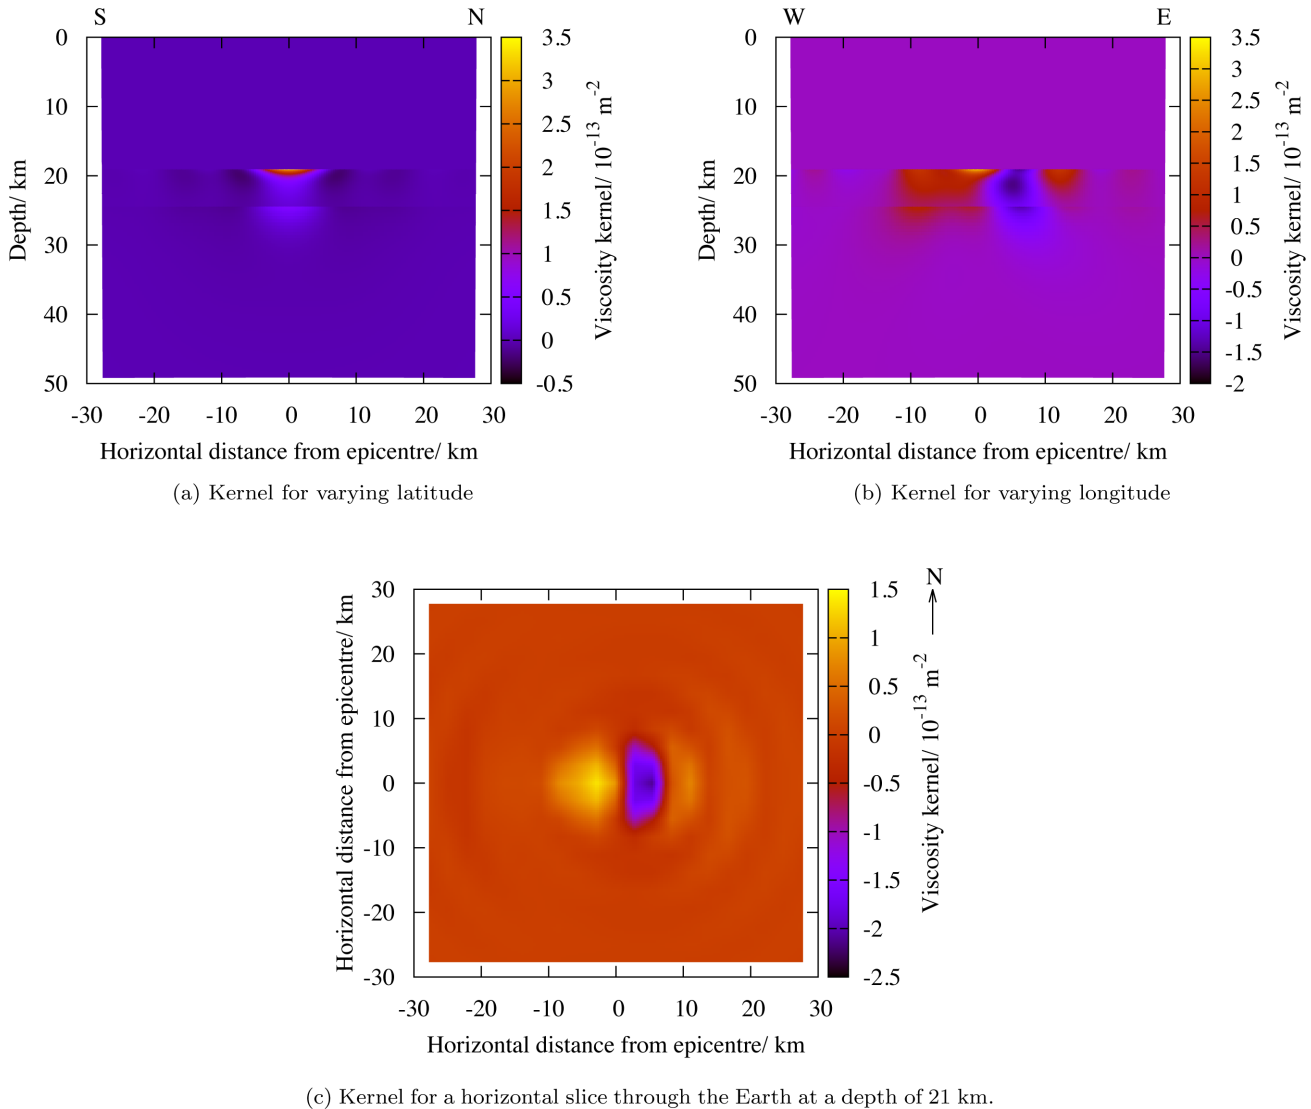 S N
0
10
20
30
40
50
Depth/ km
-30 -20 -10 0 10 20 30
Horizontal distance from epicentre/ km
3.5
3
2.5
2
1.5
1
0.5
0
-0.5
Viscosity kernel/ 10^-13 m^-2
(a) Kernel for varying latitude
W E
0
10
20
30
40
50
Depth/ km
-30 -20 -10 0 10 20 30
Horizontal distance from epicentre/ km
3.5
3
2.5
2
1.5
1
0.5
0
-0.5
-1
-1.5
-2
Viscosity kernel/ 10^-13 m^-2
(b) Kernel for varying longitude
30
20
10
0
-10
-20
-30
Horizontal distance from epicentre/ km
-30 -20 -10 0 10 20 30
Horizontal distance from epicentre/ km
1.5
1
0.5
0
-0.5
-1
-1.5
-2
-2.5
Viscosity kernel/ 10^-13 m^-2
N
(c) Kernel for a horizontal slice through the Earth at a depth of 21 km.